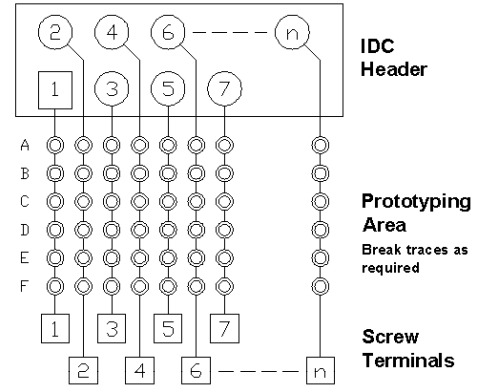 2 4 6 n
IDC
Header
1 3 5 7
A
B
C
D
E
F
Prototyping
Area
Break traces as
required
1 3 5 7
Screw
Terminals
2 4 6 n